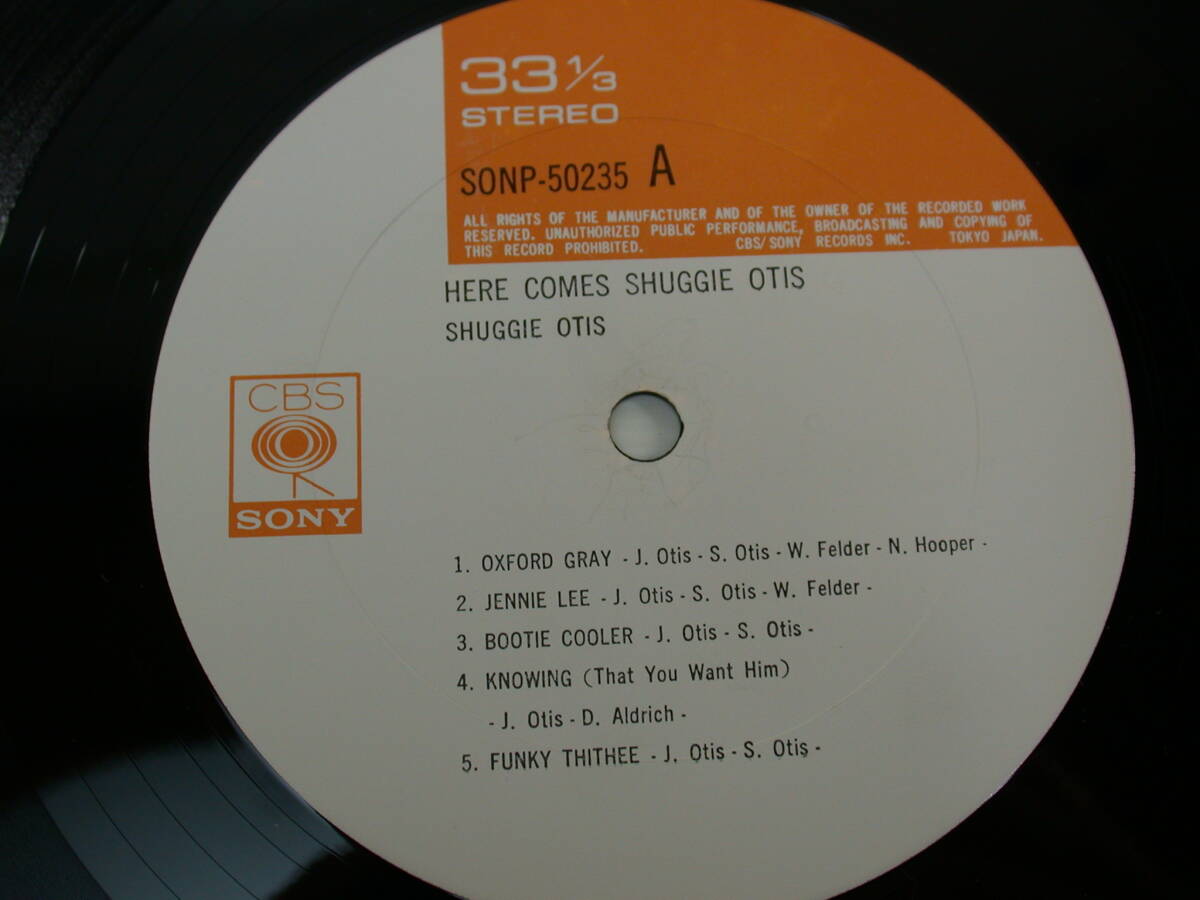 33 1/3
STEREO
SONP-50235 A
ALL RIGHTS OF THE MANUFACTURER AND OF THE OWNER OF THE RECORDED WORK
RESERVED. UNAUTHORIZED PUBLIC PERFORMANCE, BROADCASTING AND COPYING OF
THIS RECORD PROHIBITED. CBS/SONY RECORDS INC. TOKYO JAPAN.
HERE COMES SHUGGIE OTIS
SHUGGIE OTIS
CBS
SONY
1. OXFORD GRAY - J. Otis - S. Otis - W. Felder - N. Hooper -
2. JENNIE LEE - J. Otis - S. Otis - W. Felder -
3. BOOTIE COOLER - J. Otis - S. Otis -
4. KNOWING (That You Want Him)
- J. Otis - D. Aldrich -
5. FUNKY THITHEE - J. Otis - S. Otis -